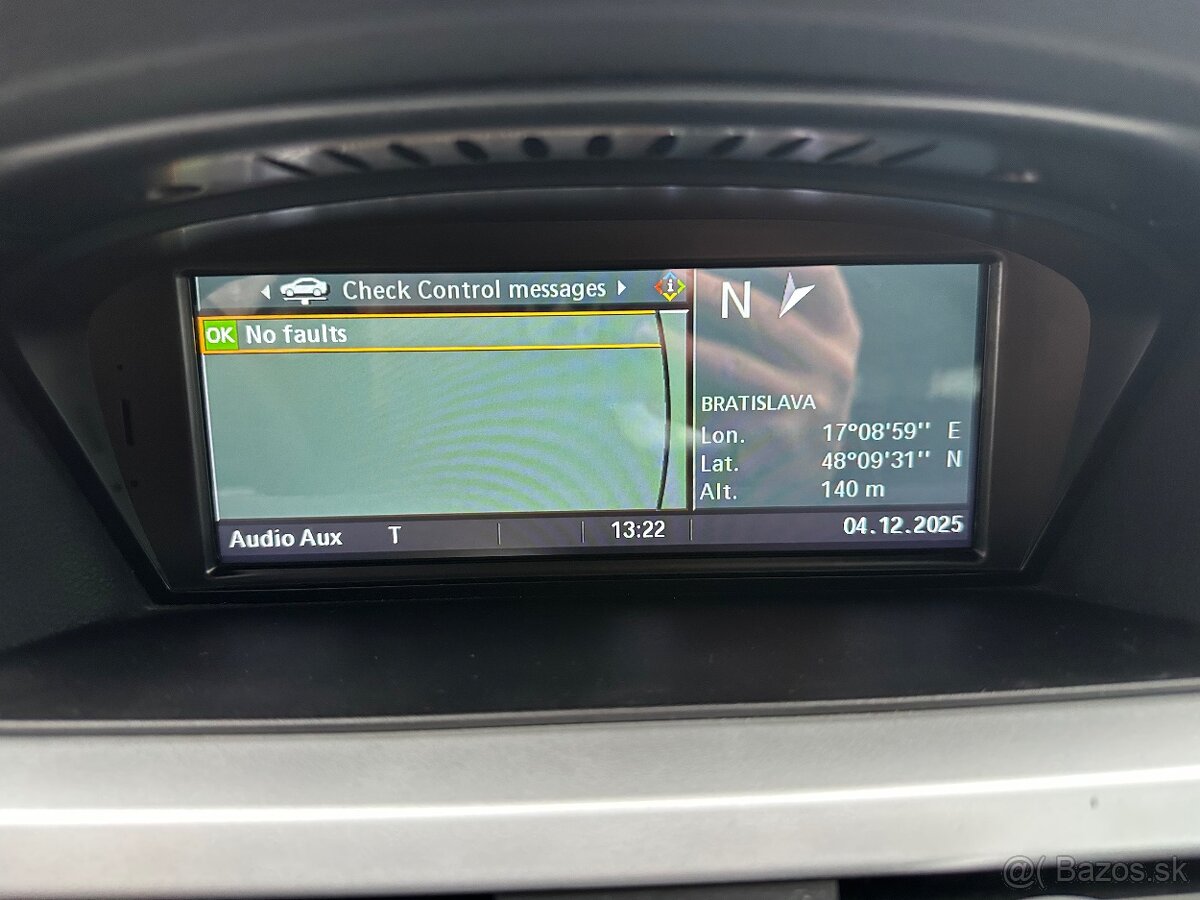 Check Control messages
OK No faults
N
BRATISLAVA
Lon. 17°08'59'' E
Lat. 48°09'31'' N
Alt. 140 m
Audio Aux T 13:22 04.12.2025
@( Bazos.sk